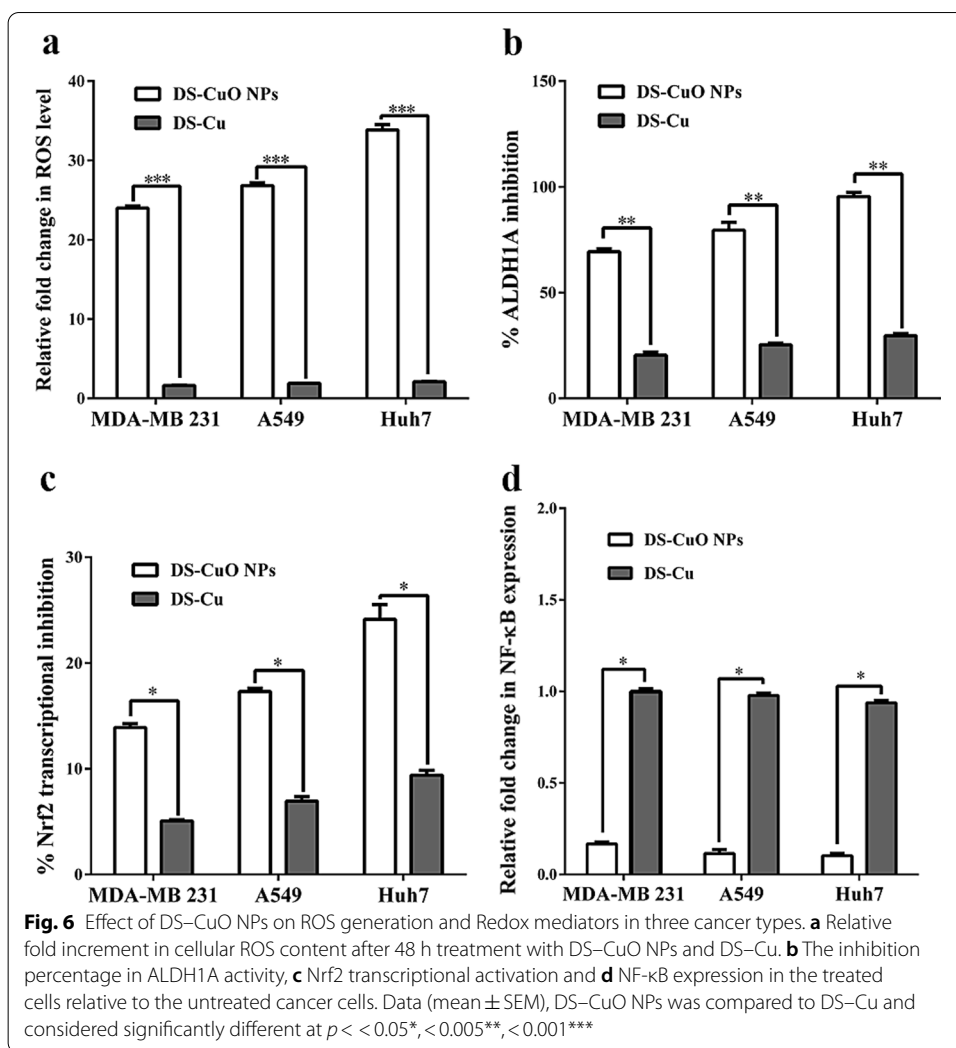 a
40
30
20
10
0
Relative fold change in ROS level
DS-CuO NPs
DS-Cu
***
***
***
MDA-MB 231
A549
Huh7
b
150
100
50
0
% ALDH1A inhibition
DS-CuO NPs
DS-Cu
**
**
**
MDA-MB 231
A549
Huh7
c
30
20
10
0
% Nrf2 transcriptional inhibition
DS-CuO NPs
DS-Cu
*
*
*
MDA-MB 231
A549
Huh7
d
2.0
1.5
1.0
0.5
0.0
Relative fold change in NF-κB expression
DS-CuO NPs
DS-Cu
*
*
*
MDA-MB 231
A549
Huh7
Fig. 6 Effect of DS–CuO NPs on ROS generation and Redox mediators in three cancer types. a Relative
fold increment in cellular ROS content after 48 h treatment with DS–CuO NPs and DS–Cu. b The inhibition
percentage in ALDH1A activity, c Nrf2 transcriptional activation and d NF-κB expression in the treated
cells relative to the untreated cancer cells. Data (mean ± SEM), DS–CuO NPs was compared to DS–Cu and
considered significantly different at p < < 0.05*, < 0.005**, < 0.001***